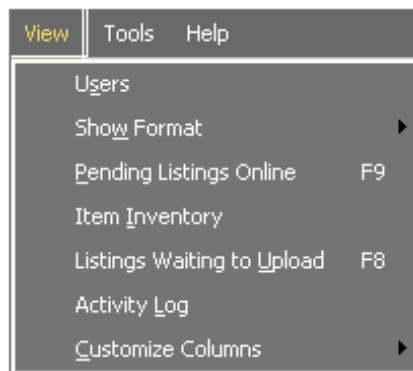 View Tools Help
Users
Show Format
Pending Listings Online F9
Item Inventory
Listings Waiting to Upload F8
Activity Log
Customize Columns